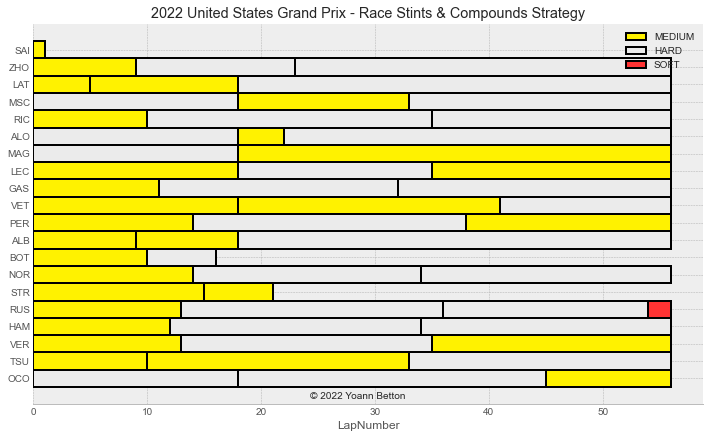 2022 United States Grand Prix - Race Stints & Compounds Strategy
MEDIUM
HARD
SOFT
SAI
ZHO
LAT
MSC
RIC
ALO
MAG
LEC
GAS
VET
PER
ALB
BOT
NOR
STR
RUS
HAM
VER
TSU
OCO
© 2022 Yoann Betton
0 10 20 30 40 50
LapNumber